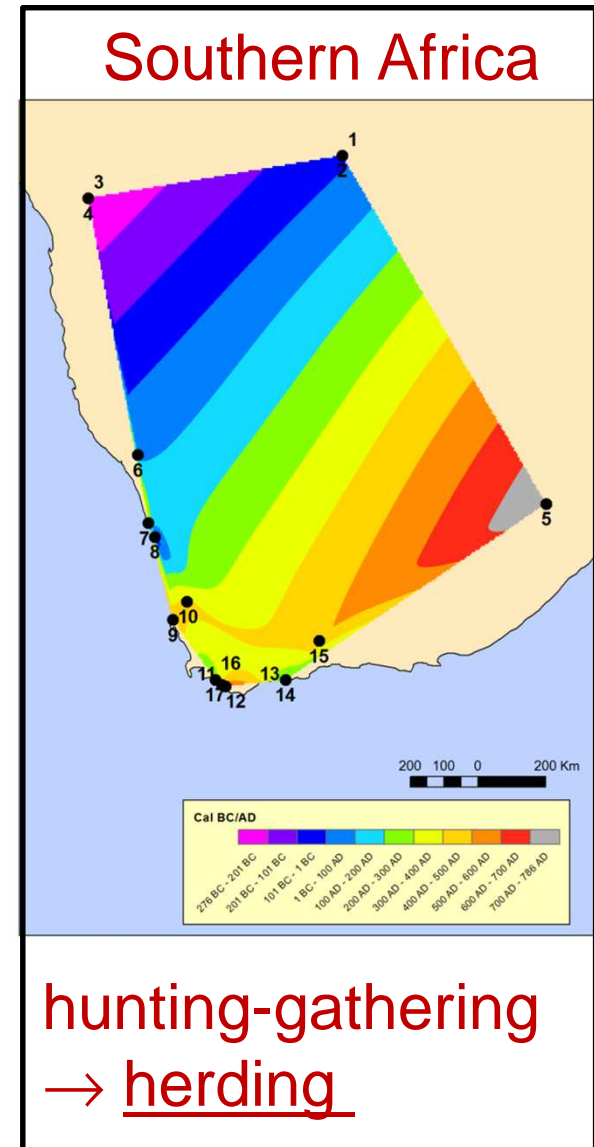 Southern Africa
1
2
3
4
5
6
7
8
9
10
15
16
11
13
17
12
14
200 100 0 200 Km
Cal BC/AD
276 BC - 201 BC
201 BC - 101 BC
101 BC - 1 BC
1 BC - 100 AD
100 AD - 200 AD
200 AD - 300 AD
300 AD - 400 AD
400 AD - 500 AD
500 AD - 600 AD
600 AD - 700 AD
700 AD - 786 AD
hunting-gathering
→ herding